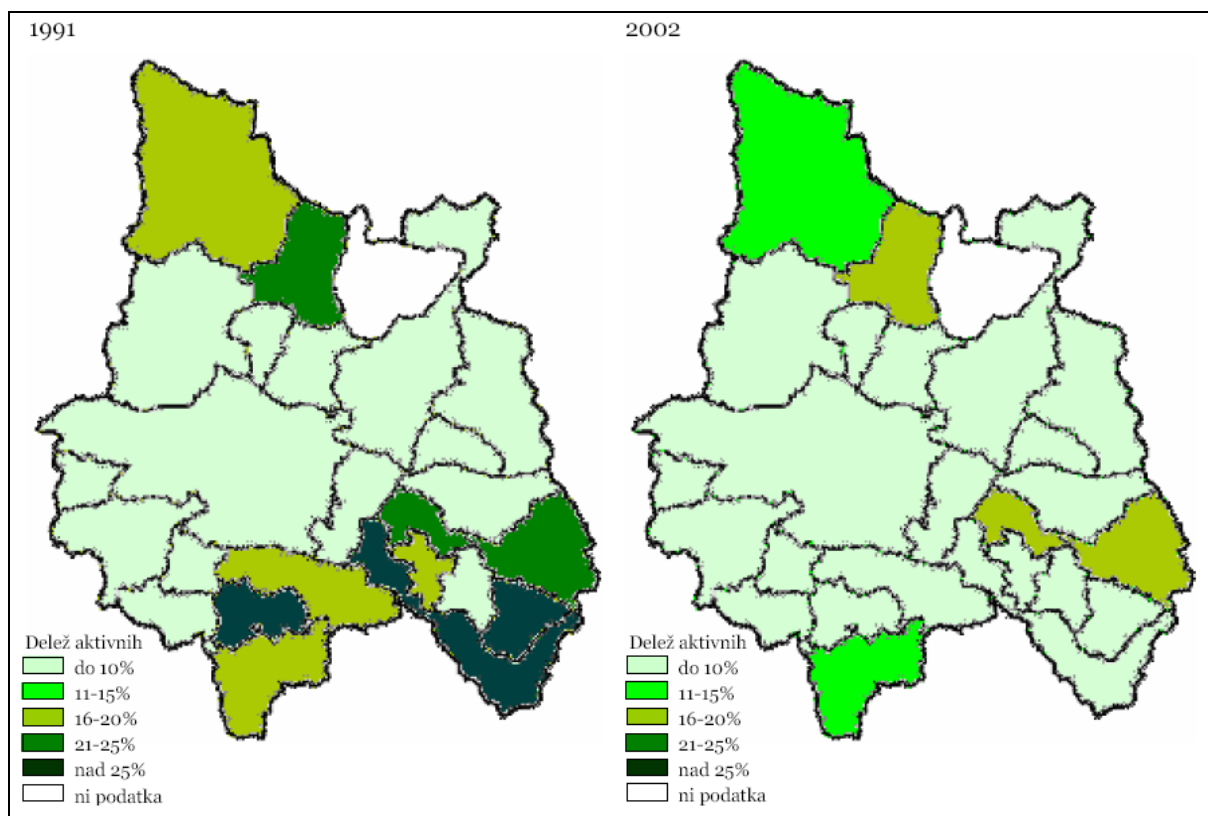 1991
Delež aktivnih
do 10%
11-15%
16-20%
21-25%
nad 25%
ni podatka
2002
Delež aktivnih
do 10%
11-15%
16-20%
21-25%
nad 25%
ni podatka